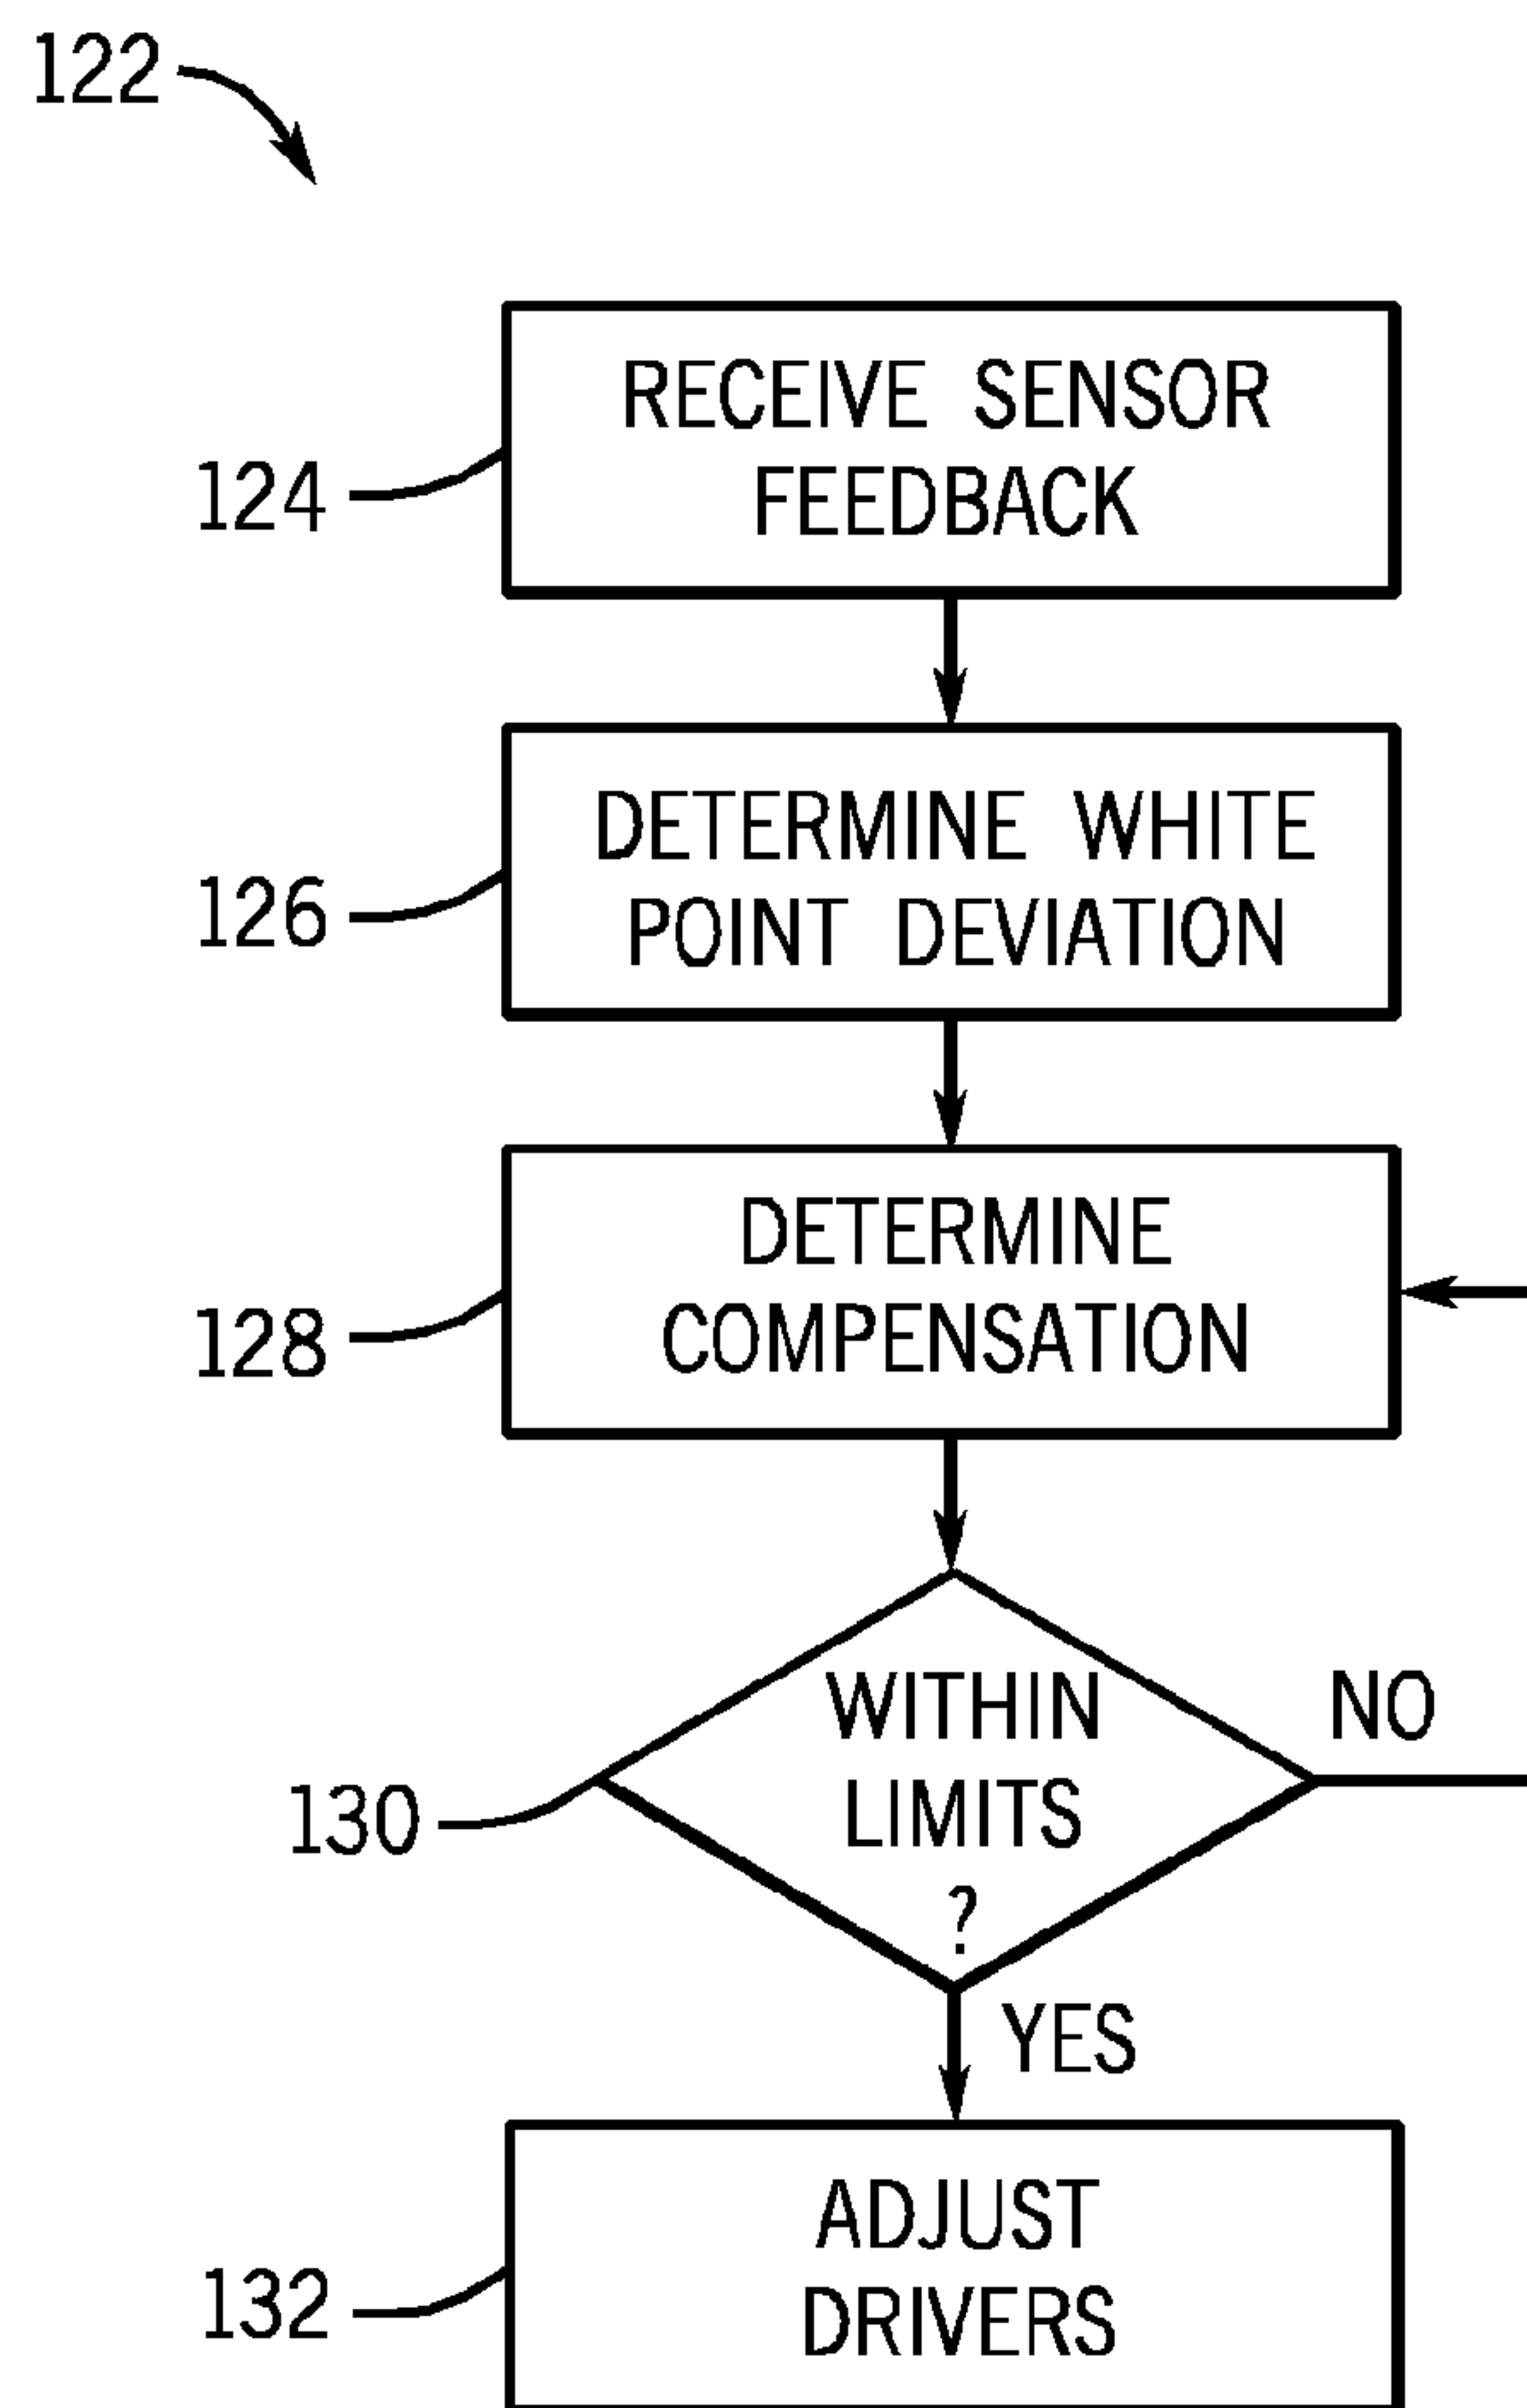 122
RECEIVE SENSOR
FEEDBACK
124
DETERMINE WHITE
POINT DEVIATION
126
DETERMINE
COMPENSATION
128
WITHIN
LIMITS
?
NO
130
YES
ADJUST
DRIVERS
132